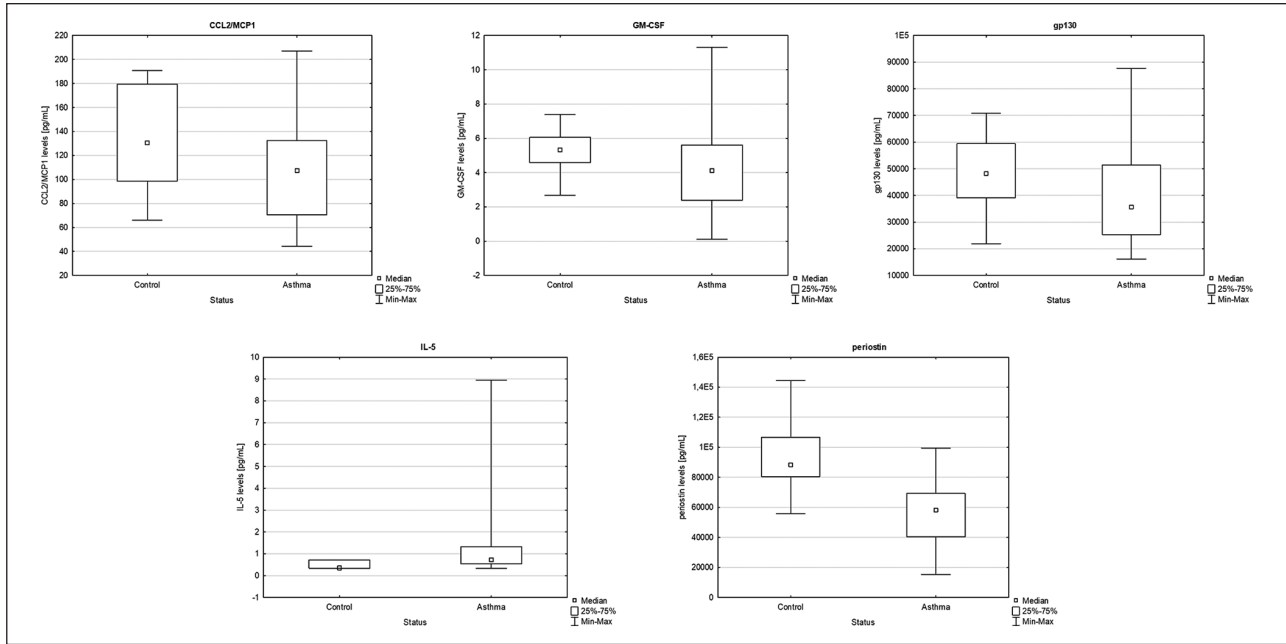 CCL2/MCP1
220
200
180
160
140
120
100
80
60
40
20
CCL2/MCP1 levels [pg/mL]
Control
Asthma
Status
Median
25%-75%
Min-Max
GM-CSF
12
10
8
6
4
2
0
-2
GM-CSF levels [pg/mL]
Control
Asthma
Status
Median
25%-75%
Min-Max
gp130
1E5
90000
80000
70000
60000
50000
40000
30000
20000
10000
gp130 levels [pg/mL]
Control
Asthma
Status
Median
25%-75%
Min-Max
IL-5
10
9
8
7
6
5
4
3
2
1
0
-1
IL-5 levels [pg/mL]
Control
Asthma
Status
Median
25%-75%
Min-Max
periostin
1,6E5
1,4E5
1,2E5
1E5
80000
60000
40000
20000
0
periostin levels [pg/mL]
Control
Asthma
Status
Median
25%-75%
Min-Max